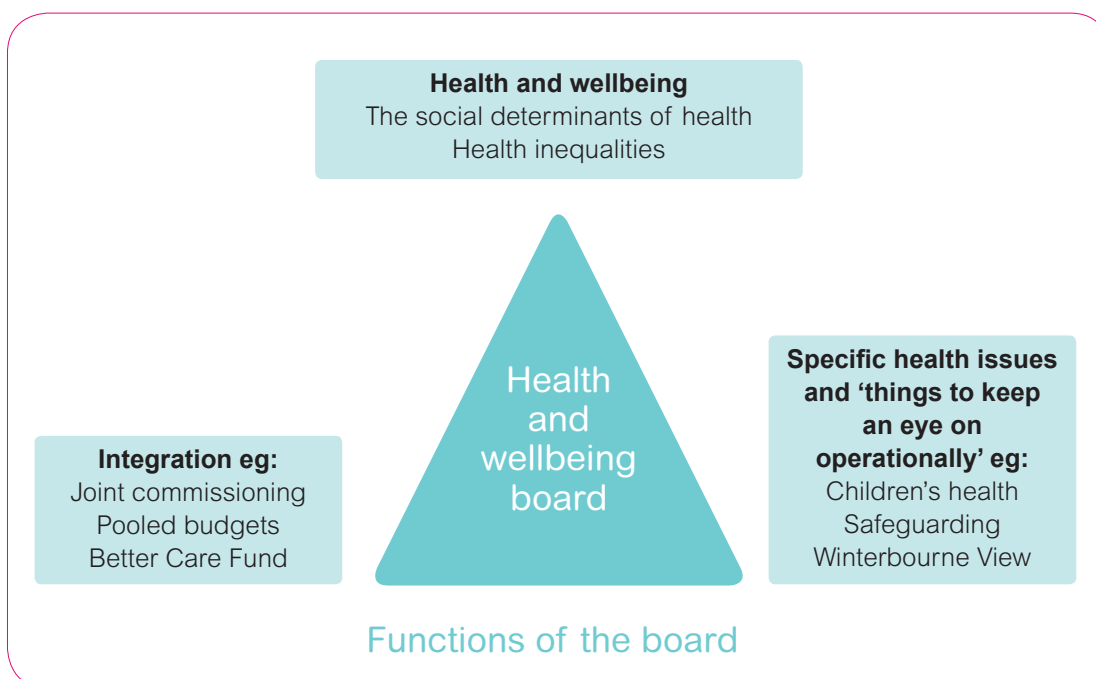 Health and wellbeing
The social determinants of health
Health inequalities
Health
and
wellbeing
board
Integration eg:
Joint commissioning
Pooled budgets
Better Care Fund
Specific health issues
and ‘things to keep
an eye on
operationally’ eg:
Children’s health
Safeguarding
Winterbourne View
Functions of the board